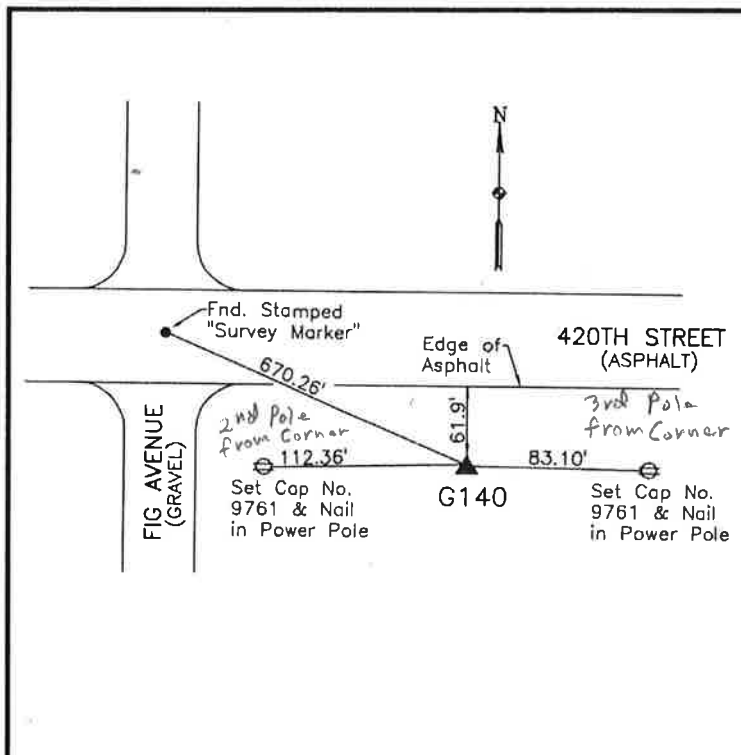 N
Fnd. Stamped
"Survey Marker"
Edge of
Asphalt
420TH STREET
(ASPHALT)
670.26'
61.9'
2nd Pole
from Corner
3rd Pole
from Corner
112.36'
83.10'
FIG AVENUE
(GRAVEL)
G140
Set Cap No.
9761 & Nail
in Power Pole
Set Cap No.
9761 & Nail
in Power Pole